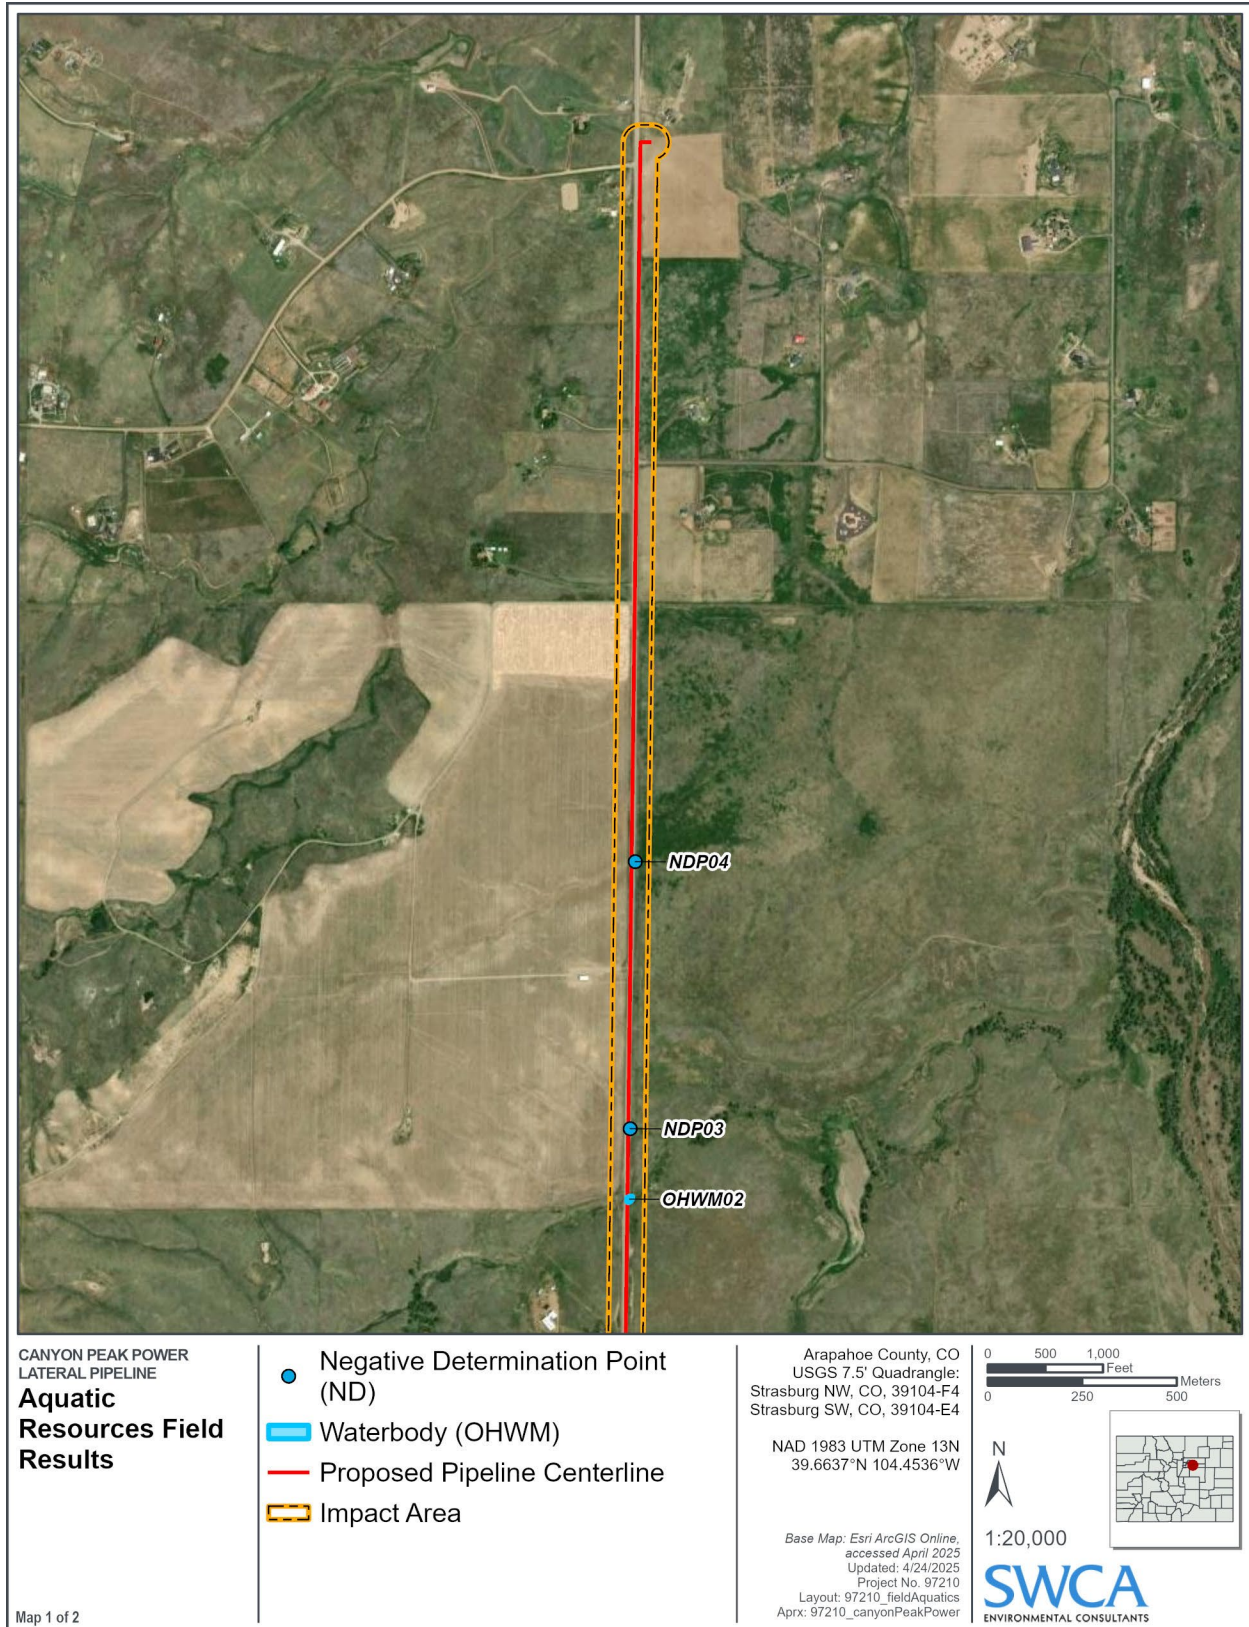 NDP04
NDP03
OHWM02
CANYON PEAK POWER
LATERAL PIPELINE
Aquatic
Resources Field
Results
Map 1 of 2
Negative Determination Point
(ND)
Waterbody (OHWM)
Proposed Pipeline Centerline
Impact Area
Arapahoe County, CO
USGS 7.5' Quadrangle:
Strasburg NW, CO, 39104-F4
Strasburg SW, CO, 39104-E4
NAD 1983 UTM Zone 13N
39.6637°N 104.4536°W
Base Map: Esri ArcGIS Online,
accessed April 2025
Updated: 4/24/2025
Project No. 97210
Layout: 97210_fieldAquatics
Aprx: 97210_canyonPeakPower
0 500 1,000
Feet
Meters
0 250 500
N
1:20,000
SWCA
ENVIRONMENTAL CONSULTANTS